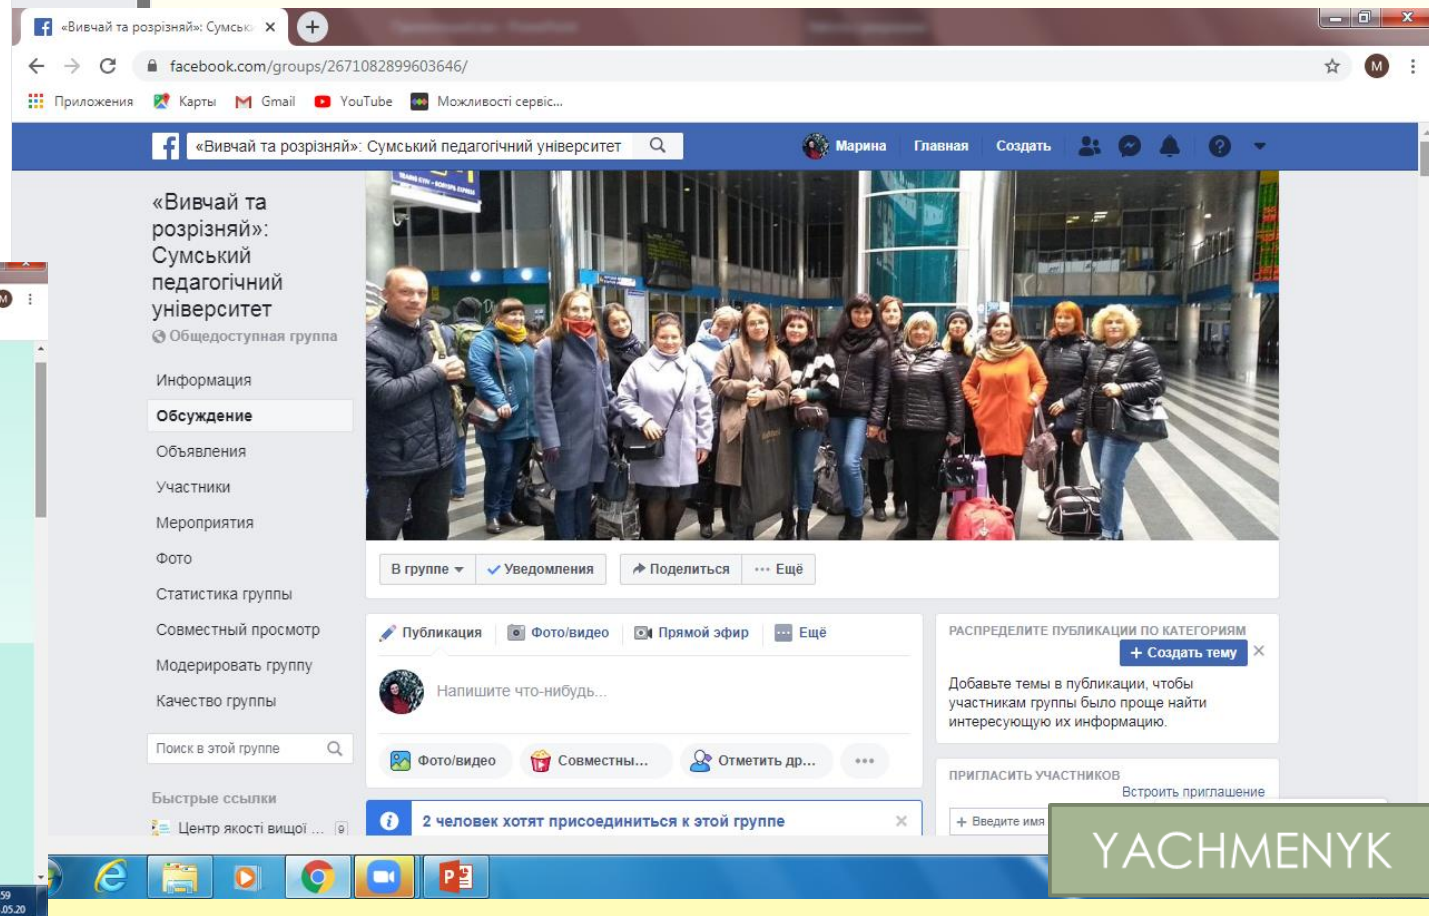 «Вивчай та розрізняй»: Сумськ
facebook.com/groups/2671082899603646/
M
Приложения
Карты
Gmail
YouTube
Можливості сервіс...
«Вивчай та розрізняй»: Сумський педагогічний університет
Марина
Главная
Создать
«Вивчай та
розрізняй»:
Сумський
педагогічний
університет
Общедоступная группа
Информация
Обсуждение
Объявления
Участники
Мероприятия
Фото
Статистика группы
Совместный просмотр
Модерировать группу
Качество группы
Поиск в этой группе
Быстрые ссылки
Центр якості вищої ... 9
В группе
Уведомления
Поделиться
··· Ещё
Публикация
Фото/видео
Прямой эфир
Ещё
Напишите что-нибудь...
Фото/видео
Совместны...
Отметить др...
2 человек хотят присоединиться к этой группе
РАСПРЕДЕЛИТЕ ПУБЛИКАЦИИ ПО КАТЕГОРИЯМ
+ Создать тему
Добавьте темы в публикации, чтобы
участникам группы было проще найти
интересующую их информацию.
ПРИГЛАСИТЬ УЧАСТНИКОВ
Встроить приглашение
+ Введите имя
YACHMENYK
59
.05.20